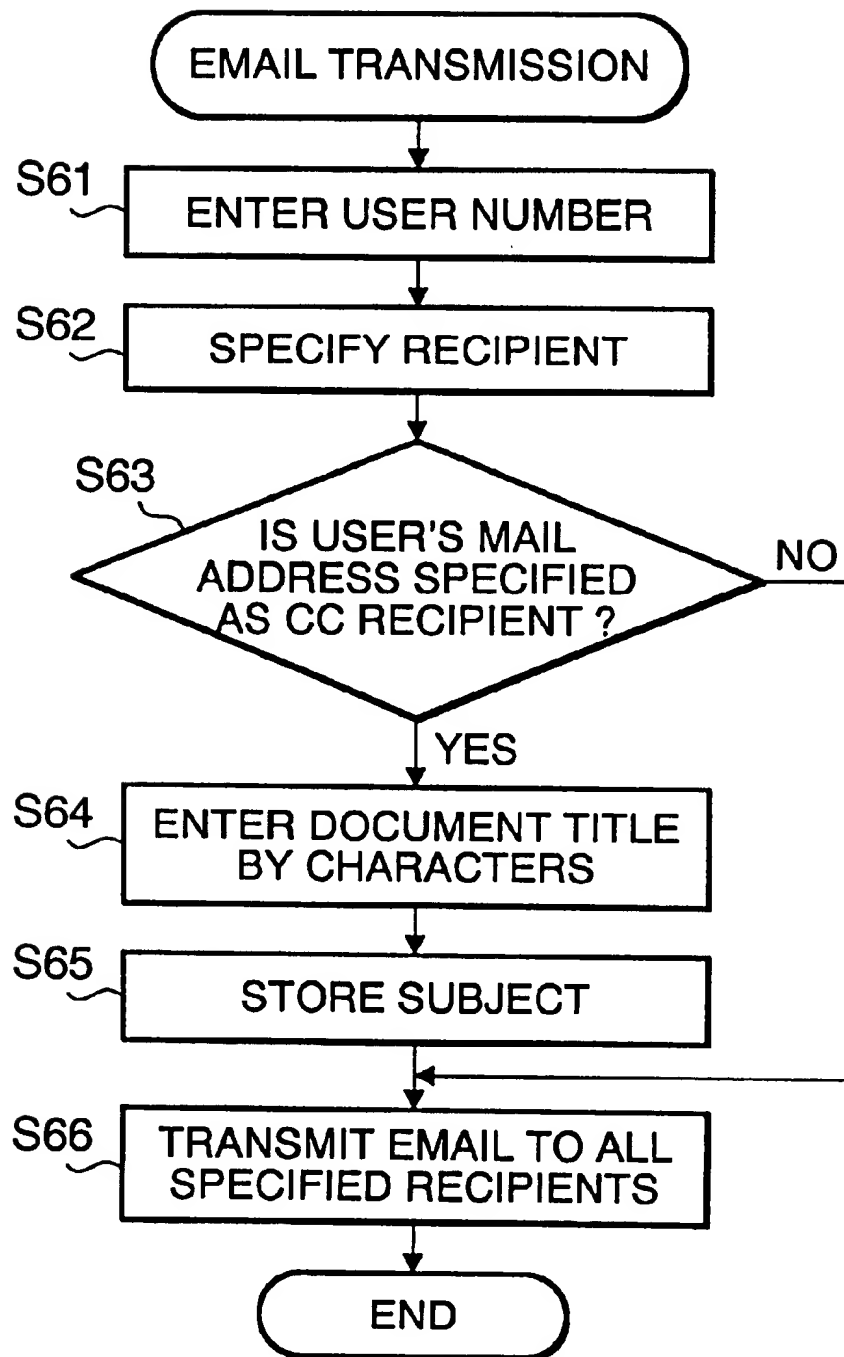 EMAIL TRANSMISSION
S61
ENTER USER NUMBER
S62
SPECIFY RECIPIENT
S63
IS USER'S MAIL
ADDRESS SPECIFIED
AS CC RECIPIENT ?
NO
YES
S64
ENTER DOCUMENT TITLE
BY CHARACTERS
S65
STORE SUBJECT
S66
TRANSMIT EMAIL TO ALL
SPECIFIED RECIPIENTS
END